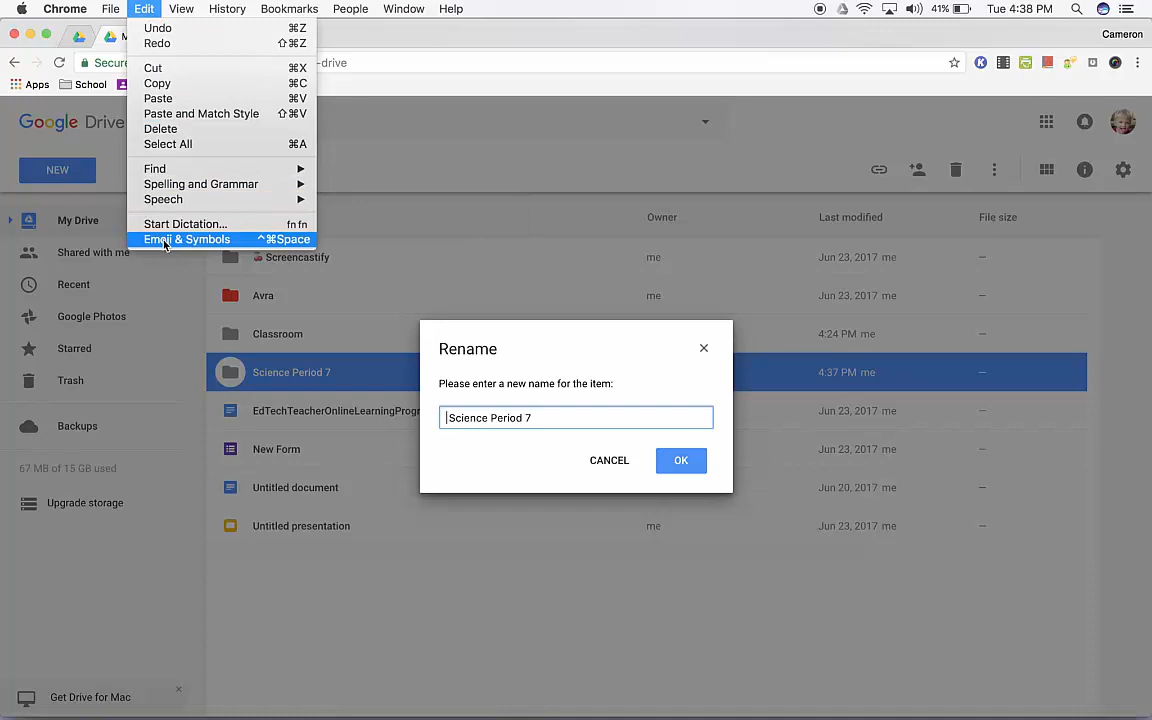 Chrome File Edit View History Bookmarks People Window Help 41% Tue 4:38 PM
Undo ⌘Z
Redo ⇧⌘Z
Cut ⌘X
Copy ⌘C
Paste ⌘V
Paste and Match Style ⇧⌘V
Delete
Select All ⌘A
Find
Spelling and Grammar
Speech
Start Dictation... fn fn
Emoji & Symbols ^⌘Space
Cameron
Secure -drive
Apps School
Google Drive
NEW
My Drive
Shared with me
Recent
Google Photos
Starred
Trash
Backups
67 MB of 15 GB used
Upgrade storage
Get Drive for Mac
Owner Last modified File size
Screencastify me Jun 23, 2017 me —
Avra me Jun 23, 2017 me —
Classroom 4:24 PM me —
Science Period 7 4:37 PM me —
EdTechTeacherOnlineLearningProgr Jun 23, 2017 me —
New Form Jun 23, 2017 me —
Untitled document Jun 20, 2017 me —
Untitled presentation me Jun 23, 2017 me —
Rename
Please enter a new name for the item:
Science Period 7
CANCEL OK